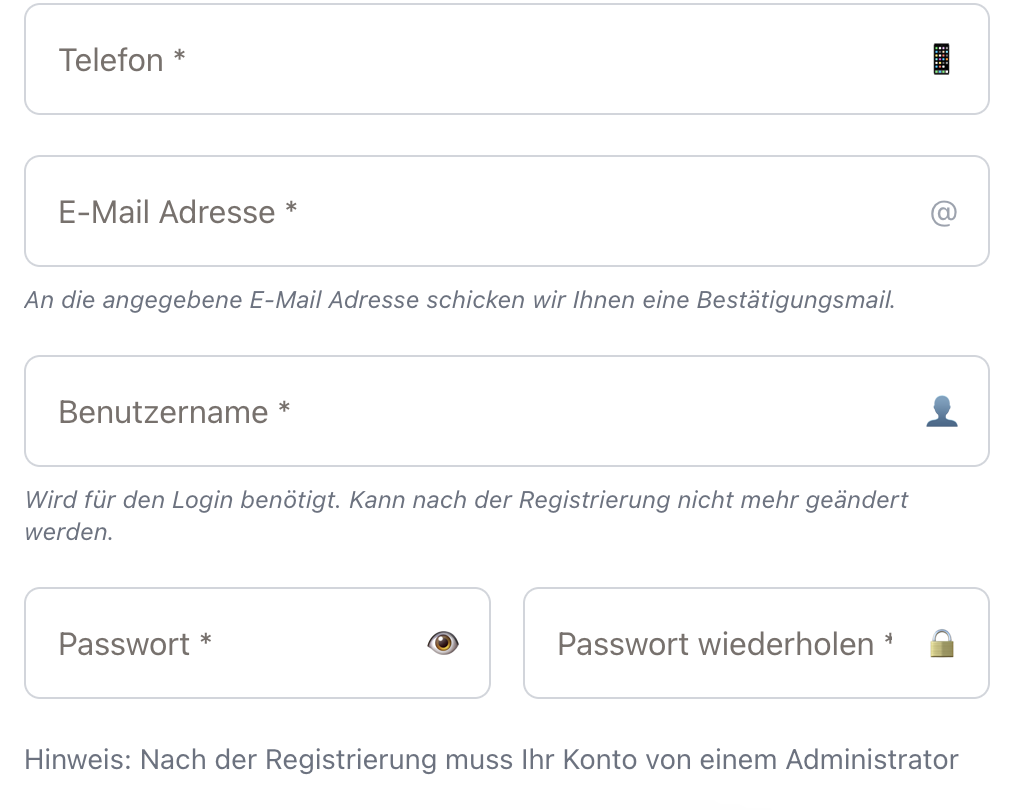 Telefon *
E-Mail Adresse *
@
An die angegebene E-Mail Adresse schicken wir Ihnen eine Bestätigungsmail.
Benutzername *
Wird für den Login benötigt. Kann nach der Registrierung nicht mehr geändert
werden.
Passwort *
Passwort wiederholen *
Hinweis: Nach der Registrierung muss Ihr Konto von einem Administrator